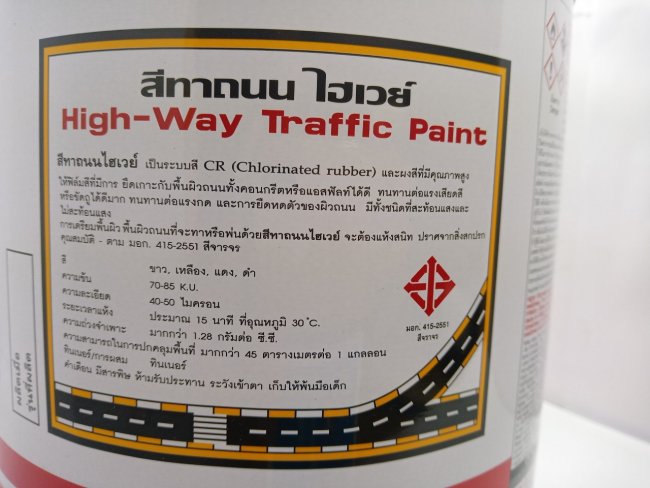 สีทาถนน ไฮเวย์
High-Way Traffic Paint
สีทาถนนไฮเวย์ เป็นระบบสี CR (Chlorinated rubber) และผงสีที่มีคุณภาพสูง
ให้ฟิล์มสีที่มีการ ยึดเกาะกับพื้นผิวถนนทั้งคอนกรีตหรือแอสฟัลท์ได้ดี ทนทานต่อแรงเสียดสี
หรือขัดถูได้ดีมาก ทนทานต่อแรงกด และการยืดหดตัวของผิวถนน มีทั้งชนิดที่สะท้อนแสงและ
ไม่สะท้อนแสง
การเตรียมพื้นผิว พื้นผิวถนนที่จะทาหรือพ่นด้วยสีทาถนนไฮเวย์ จะต้องแห้งสนิท ปราศจากสิ่งสกปรก
คุณสมบัติ - ตาม มอก. 415-2551 สีจราจร
สี ขาว, เหลือง, แดง, ดำ
ความข้น 70-85 K.U.
ความละเอียด 40-50 ไมครอน
ระยะเวลาแห้ง ประมาณ 15 นาที ที่อุณหภูมิ 30 ํC.
ความถ่วงจำเพาะ มากกว่า 1.28 กรัมต่อ ซี.ซี.
ความสามารถในการปกคลุมพื้นที่ มากกว่า 45 ตารางเมตรต่อ 1 แกลลอน
ทินเนอร์/การผสม ทินเนอร์
คำเตือน มีสารพิษ ห้ามรับประทาน ระวังเข้าตา เก็บให้พ้นมือเด็ก
มอก. 415-2551
สีจราจร
ผลิตเมื่อ
รุ่นที่ผลิต